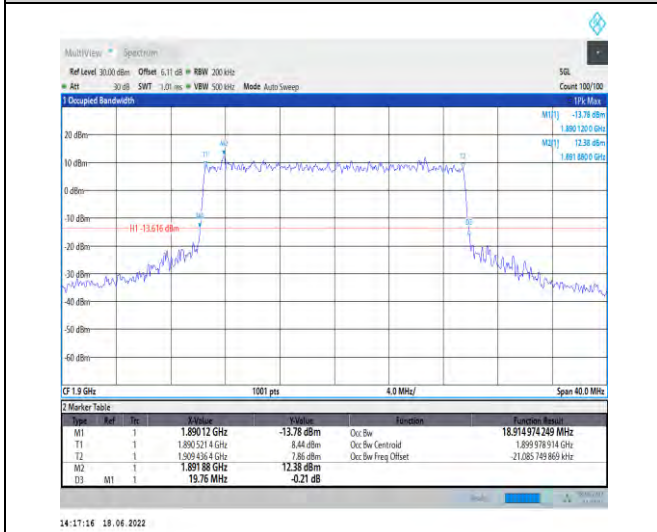 MultiView Spectrum
Ref Level 30.00 dBm Offset 6.11 dB RBW 200 kHz SGL
Att 30 dB SWT 1.01 ms VBW 500 kHz Mode Auto Sweep Count 100/100
1 Occupied Bandwidth 1Pk Max
M1[1] -13.78 dBm
1.890 120 0 GHz
M2[1] 12.38 dBm
1.891 880 0 GHz
20 dBm
M2
T1 T2
10 dBm
0 dBm
-10 dBm
M1 D3
H1 -13.616 dBm
-20 dBm
-30 dBm
-40 dBm
-50 dBm
-60 dBm
CF 1.9 GHz 1001 pts 4.0 MHz/ Span 40.0 MHz
2 Marker Table
Type Ref Trc X-Value Y-Value Function Function Result
M1 1 1.890 12 GHz -13.78 dBm Occ Bw 18.914 974 249 MHz
T1 1 1.890 521 4 GHz 8.44 dBm Occ Bw Centroid 1.899 978 914 GHz
T2 1 1.909 436 4 GHz 7.86 dBm Occ Bw Freq Offset -21.085 749 869 kHz
M2 1 1.891 88 GHz 12.38 dBm
D3 M1 1 19.76 MHz -0.21 dB
14:17:16 18.06.2022